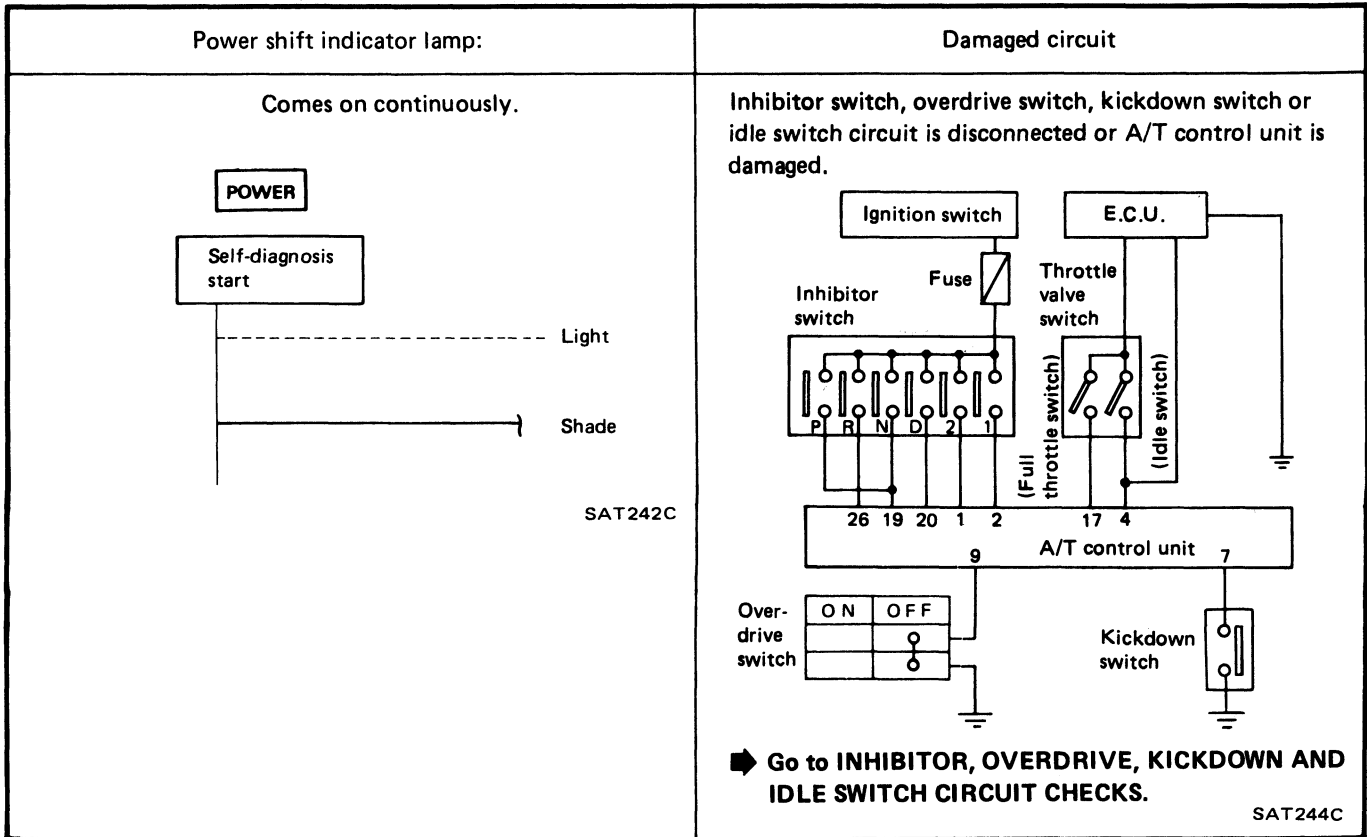 Power shift indicator lamp:
Damaged circuit
Comes on continuously.
POWER
Self-diagnosis
start
Light
Shade
SAT242C
Inhibitor switch, overdrive switch, kickdown switch or
idle switch circuit is disconnected or A/T control unit is
damaged.
Ignition switch
E.C.U.
Fuse
Throttle
valve
switch
Inhibitor
switch
P R N D 2 1
(Full
throttle switch)
(Idle switch)
26 19 20 1 2 17 4
A/T control unit
9 7
Over-
drive
switch
ON OFF
Kickdown
switch
Go to INHIBITOR, OVERDRIVE, KICKDOWN AND
IDLE SWITCH CIRCUIT CHECKS.
SAT244C